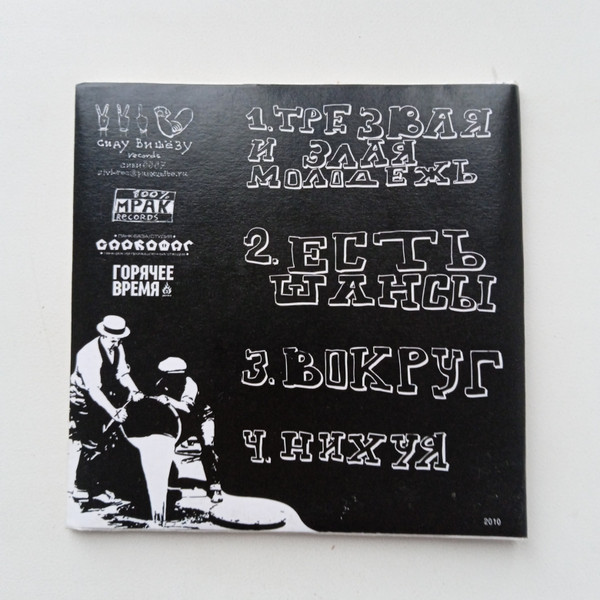 сиду вишёзу
records
1. ТРЕЗВАЯ
И ЗЛАЯ
МОЛОДЕЖЬ
100%
МРАК
RECORDS
ГОРЯЧЕЕ
ВРЕМЯ
2. ЕСТЬ
ШАНСЫ
3. ВОКРУГ
4. НИХУЯ
2010